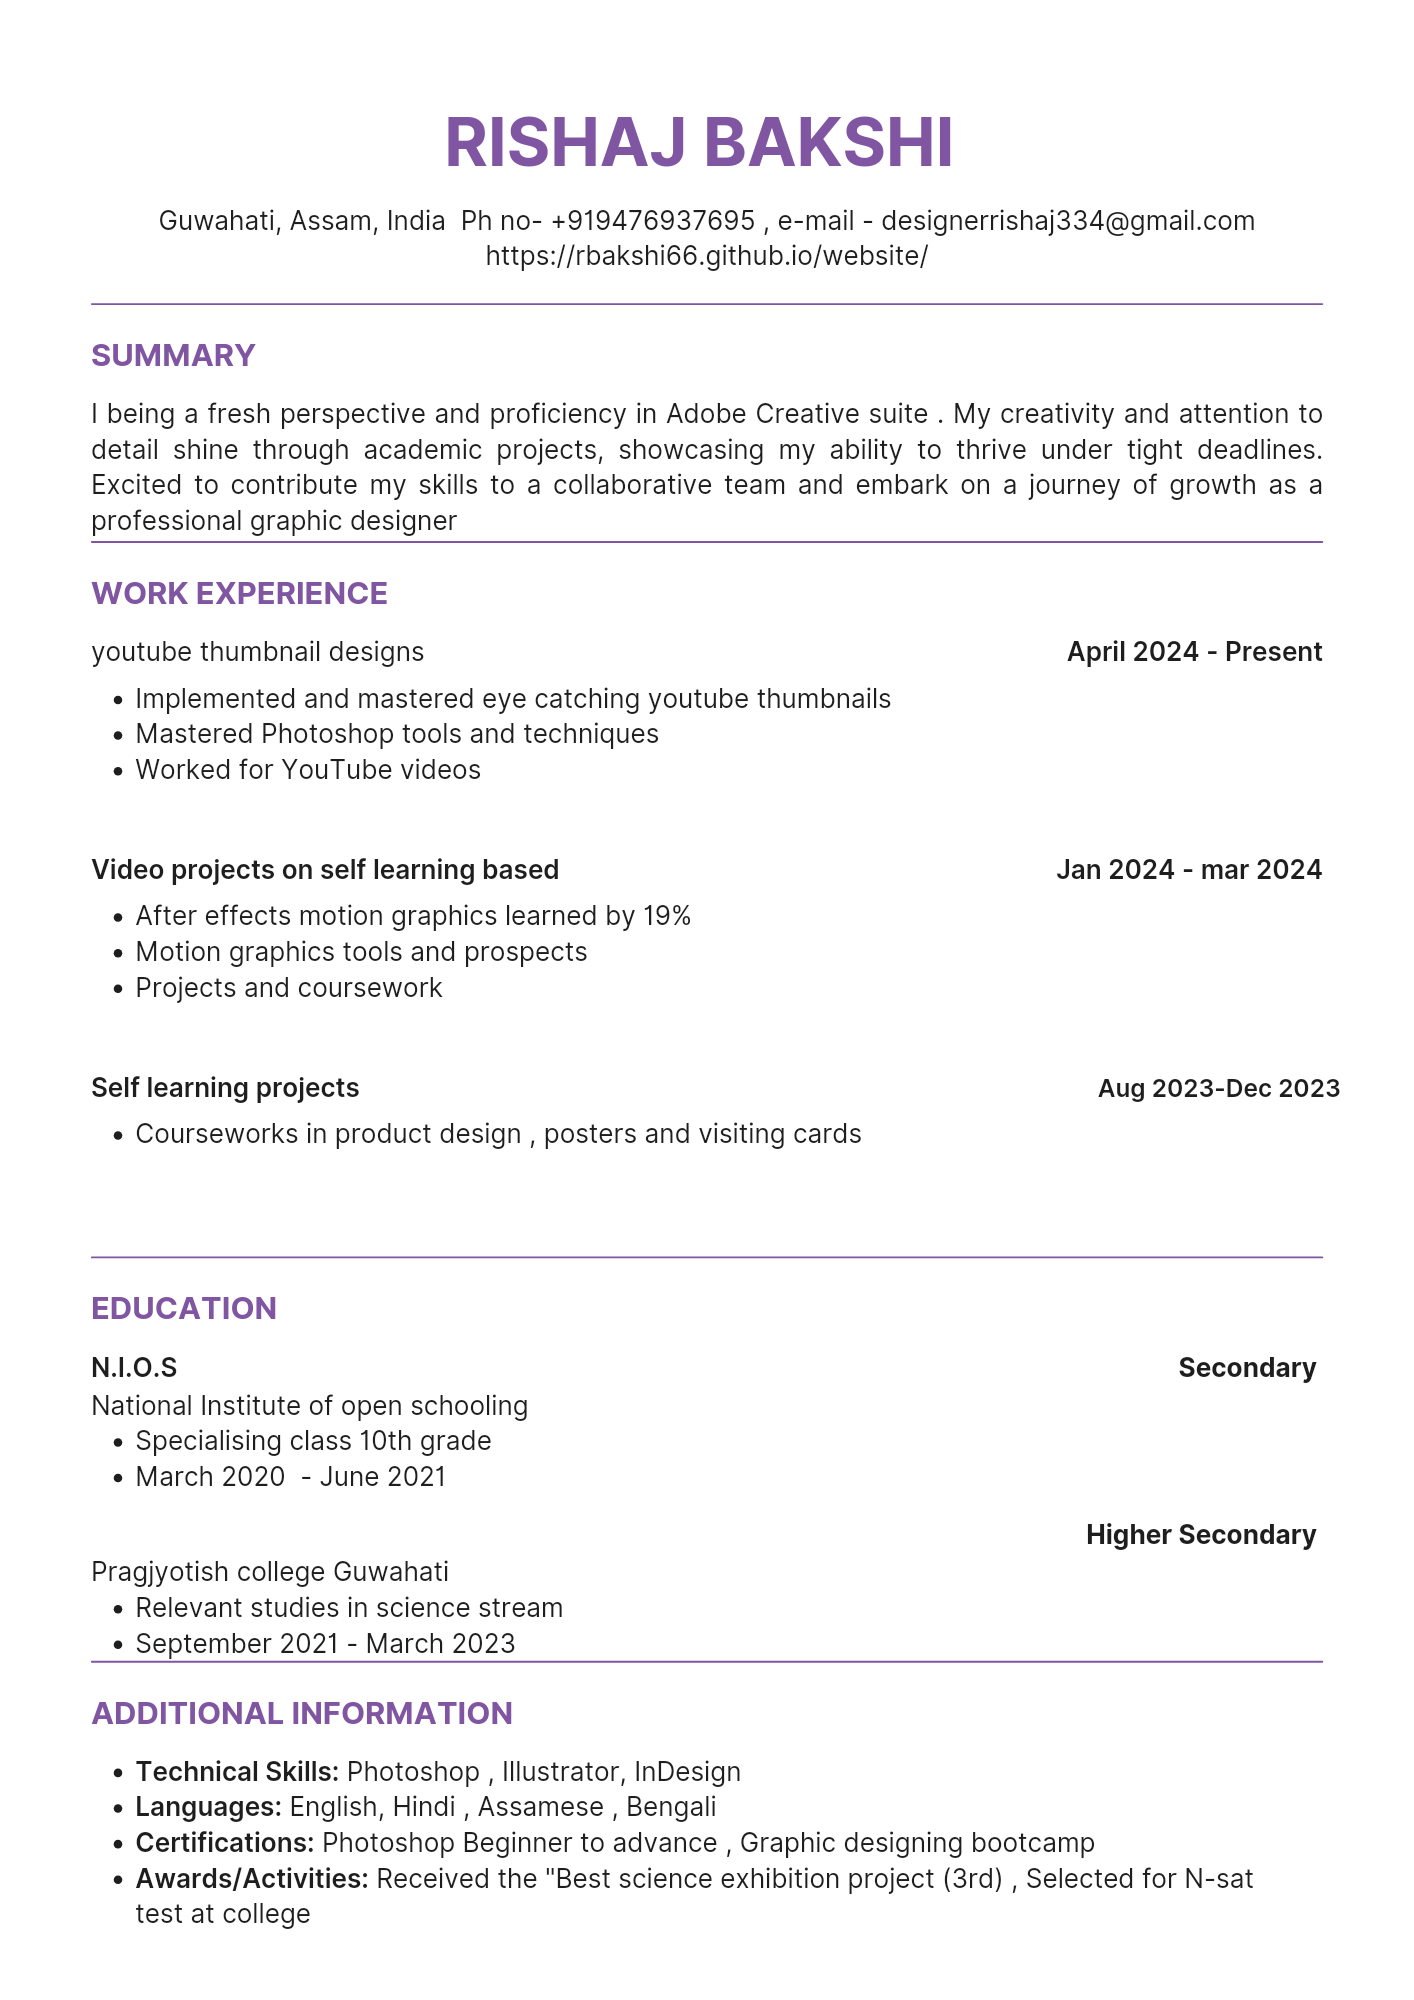 RISHAJ BAKSHI
Guwahati, Assam, India  Ph no- +919476937695 , e-mail - designerrishaj334@gmail.com
https://rbakshi66.github.io/website/
SUMMARY
I being a fresh perspective and proficiency in Adobe Creative suite . My creativity and attention to
detail shine through academic projects, showcasing my ability to thrive under tight deadlines.
Excited to contribute my skills to a collaborative team and embark on a journey of growth as a
professional graphic designer
WORK EXPERIENCE
youtube thumbnail designs April 2024 - Present
• Implemented and mastered eye catching youtube thumbnails
• Mastered Photoshop tools and techniques
• Worked for YouTube videos
Video projects on self learning based Jan 2024 - mar 2024
• After effects motion graphics learned by 19%
• Motion graphics tools and prospects
• Projects and coursework
Self learning projects Aug 2023-Dec 2023
• Courseworks in product design , posters and visiting cards
EDUCATION
N.I.O.S Secondary
National Institute of open schooling
• Specialising class 10th grade
• March 2020  - June 2021
Higher Secondary
Pragjyotish college Guwahati
• Relevant studies in science stream
• September 2021 - March 2023
ADDITIONAL INFORMATION
• Technical Skills: Photoshop , Illustrator, InDesign
• Languages: English, Hindi , Assamese , Bengali
• Certifications: Photoshop Beginner to advance , Graphic designing bootcamp
• Awards/Activities: Received the "Best science exhibition project (3rd) , Selected for N-sat
test at college